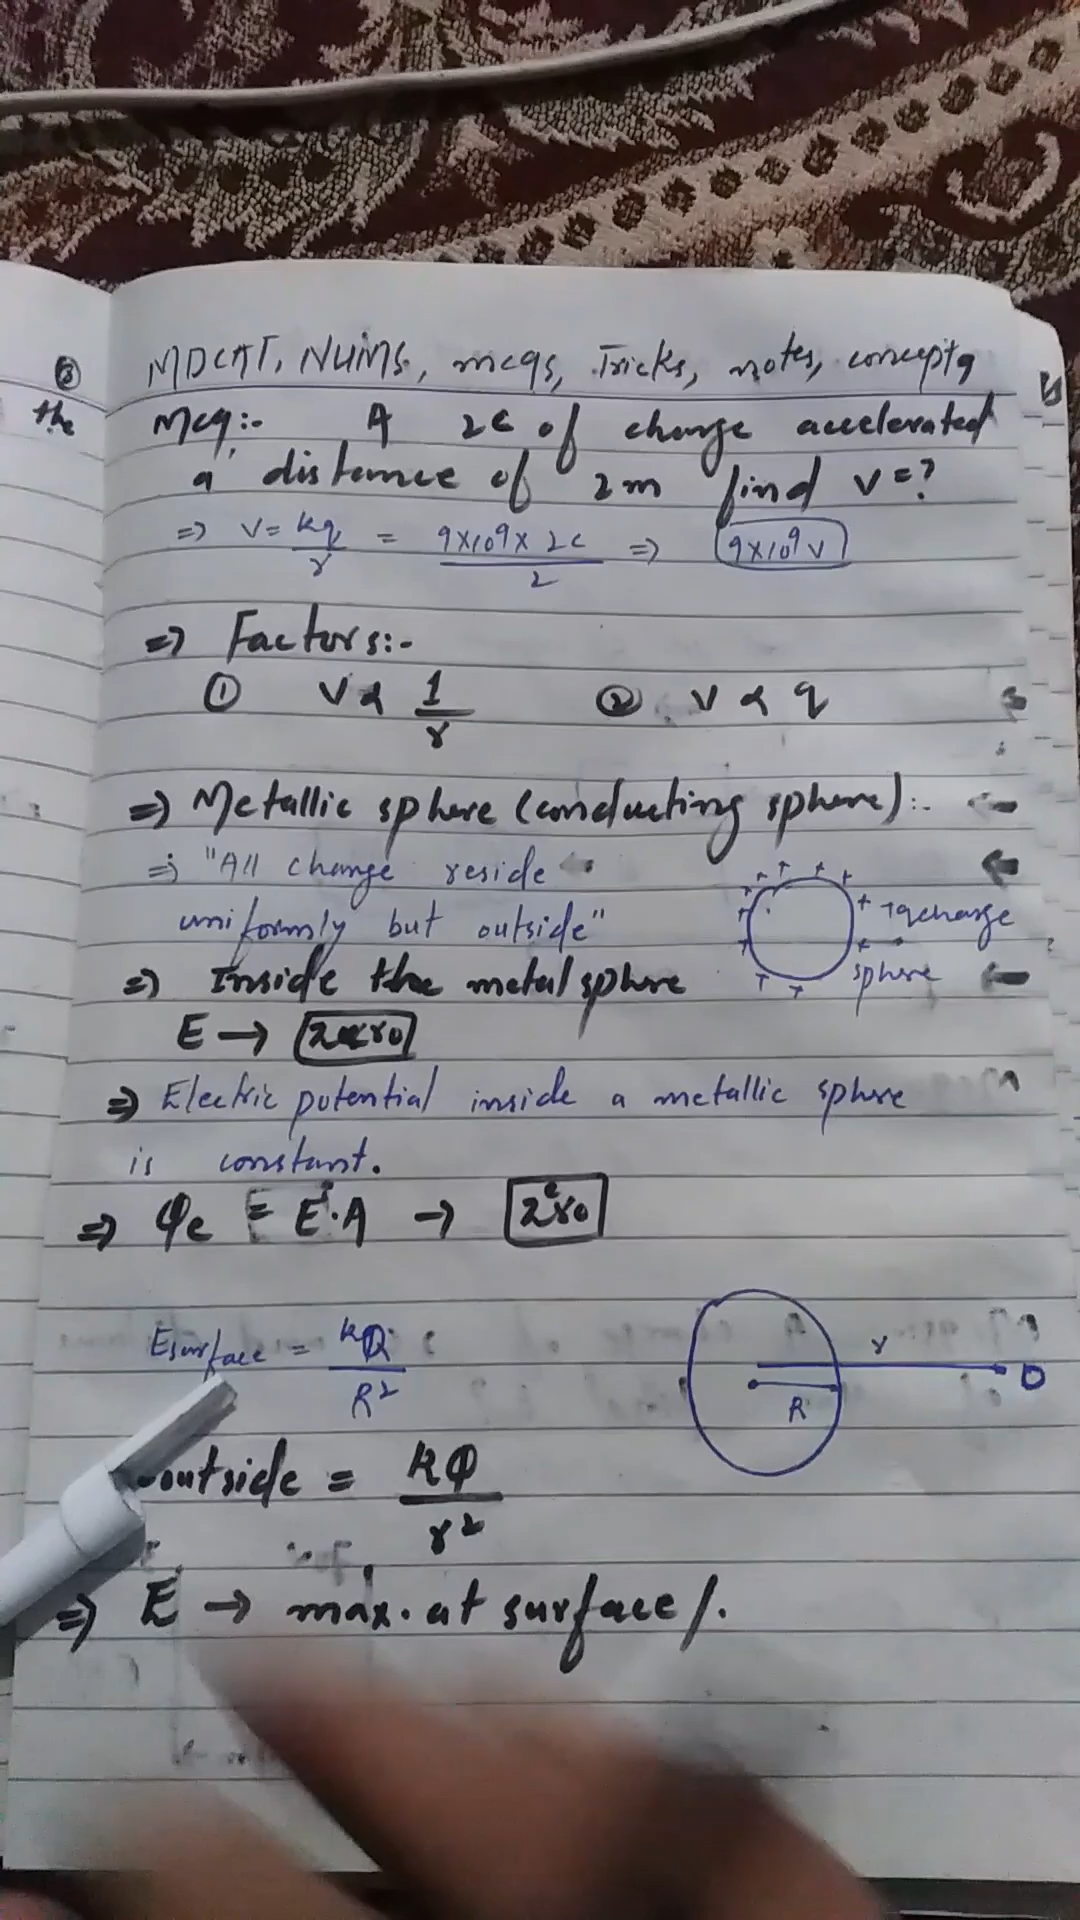 ③
the
MDCAT, NUMS, mcqs, Tricks, notes, concepts
Mcq:- A 2C of charge accelerated
a distance of 2m find V=?
⇒ V = kq/r = 9×10⁹×2C/2 ⇒ 9×10⁹V
⇒ Factors:-
① V ∝ 1/r ② V ∝ q
⇒ Metallic sphere (conducting sphere):-
⇒ "All charge reside
uniformly but outside"
+ + + + + + + + + + +
+q charge
sphere
⇒ Inside the metal sphere
E → zero
⇒ Electric potential inside a metallic sphere
is constant.
⇒ φe = E·A → zero
Esurface = kQ/R²
r
R
outside = kQ/r²
⇒ E → max. at surface/.